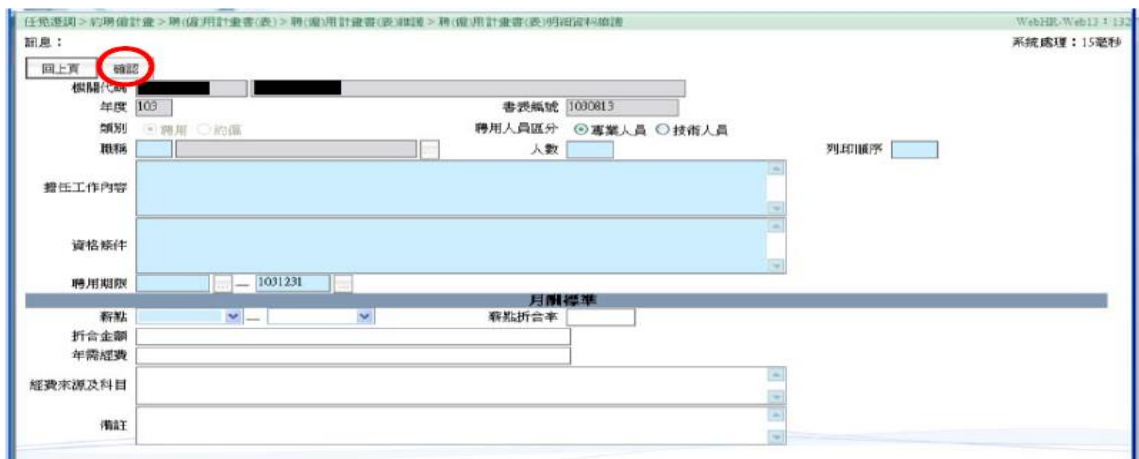 任免遷調 > 約聘僱計畫 > 聘(僱)用計畫書(表) > 聘(僱)用計畫書(表)維護 > 聘(僱)用計畫書(表)明細資料維護 WebHR-Web13：132
訊息： 系統處理：15毫秒
回上頁 確認
機關代碼
年度 103 書表編號 1030813
類別 聘用 約僱 聘用人員區分 專業人員 技術人員
職稱 人數 列印順序
擔任工作內容
資格條件
聘用期限 — 1031231
月酬標準
薪點 — 薪點折合率
折合金額
年需經費
經費來源及科目
備註